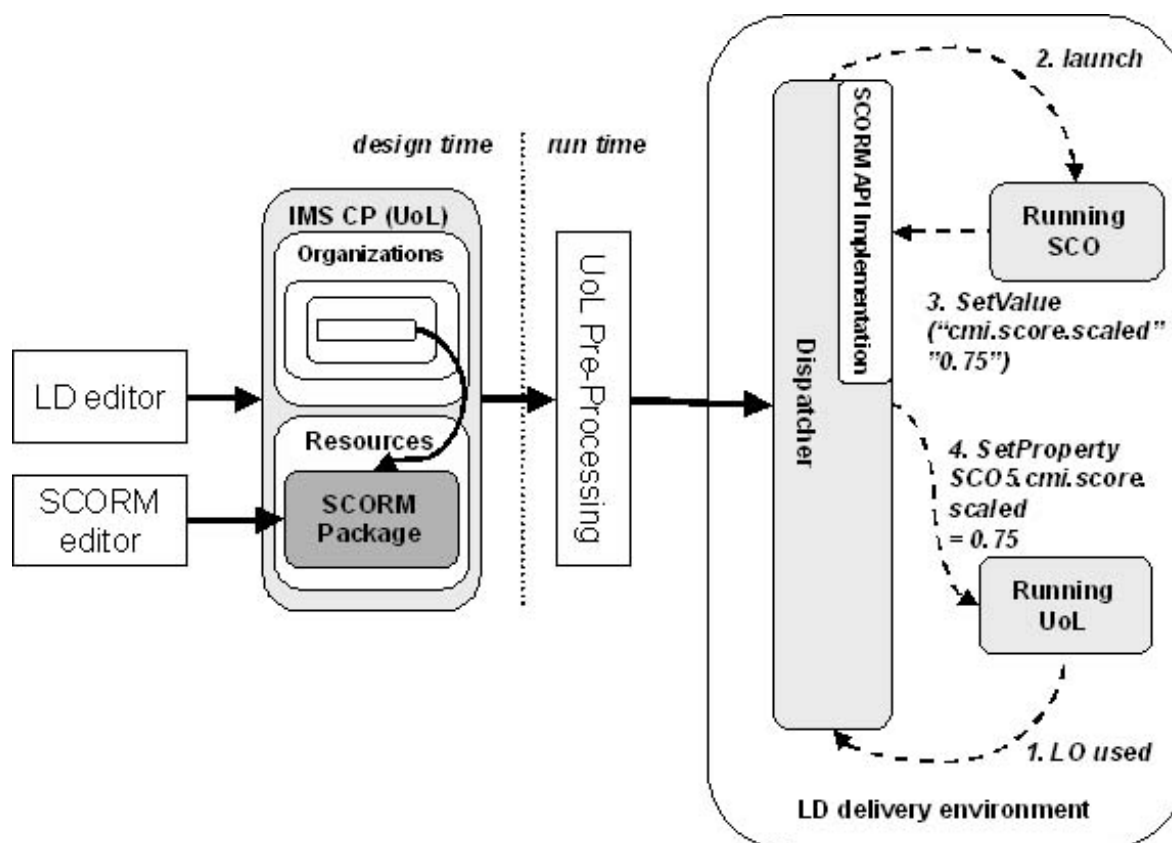 design time
run time
IMS CP (UoL)
Organizations
LD editor
Resources
SCORM
editor
SCORM
Package
UoL Pre-Processing
Dispatcher
SCORM API Implementation
2. launch
Running
SCO
3. SetValue
(“cmi.score.scaled”
”0.75”)
4. SetProperty
SCO5.cmi.score.
scaled
= 0.75
Running
UoL
1. LO used
LD delivery environment